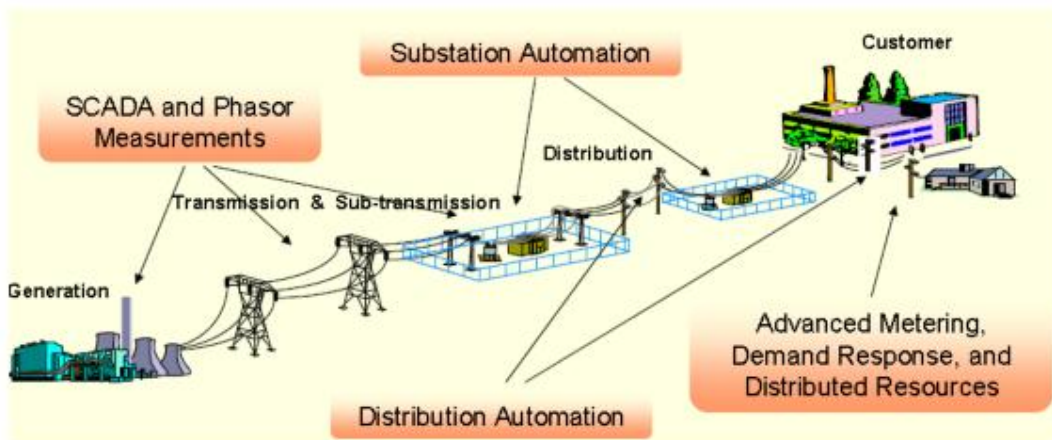 Substation Automation
Customer
SCADA and Phasor
Measurements
Distribution
Transmission & Sub-transmission
Generation
Advanced Metering,
Demand Response, and
Distributed Resources
Distribution Automation